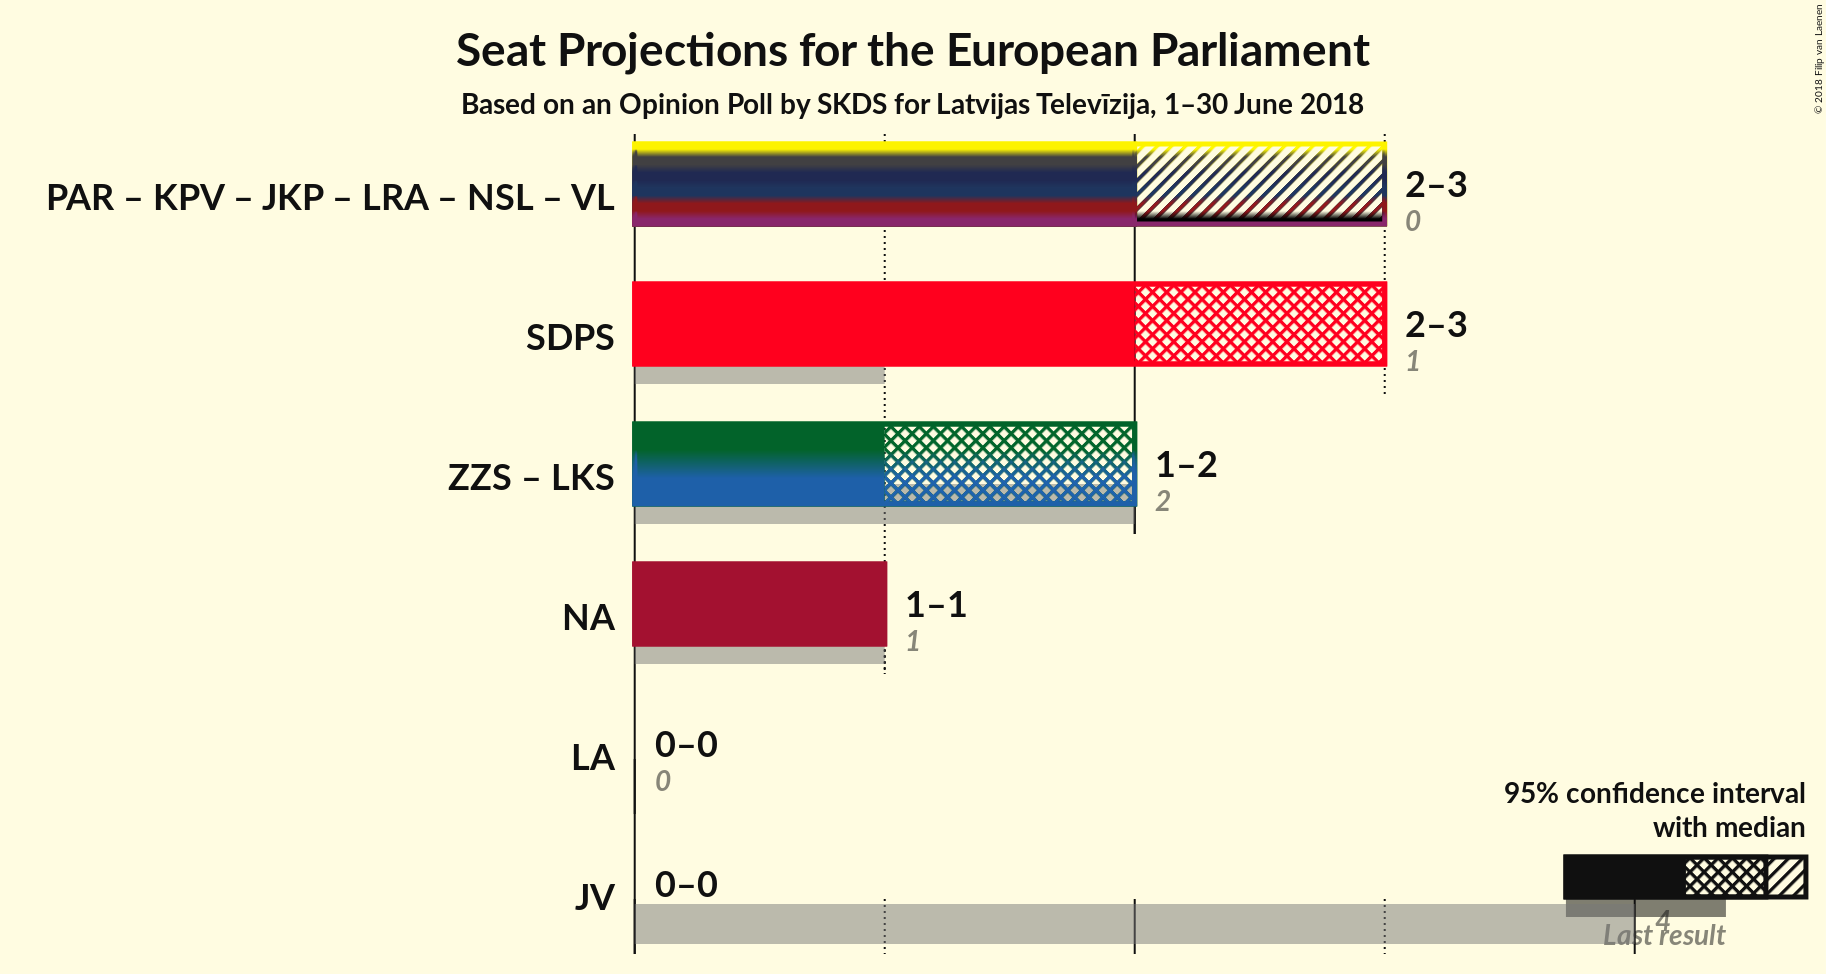 Seat Projections for the European Parliament
Based on an Opinion Poll by SKDS for Latvijas Televīzija, 1–30 June 2018
© 2018 Filip van Laenen
PAR – KPV – JKP – LRA – NSL – VL
2–3
0
SDPS
2–3
1
ZZS – LKS
1–2
2
NA
1–1
1
LA
0–0
0
JV
0–0
4
95% confidence interval
with median
Last result